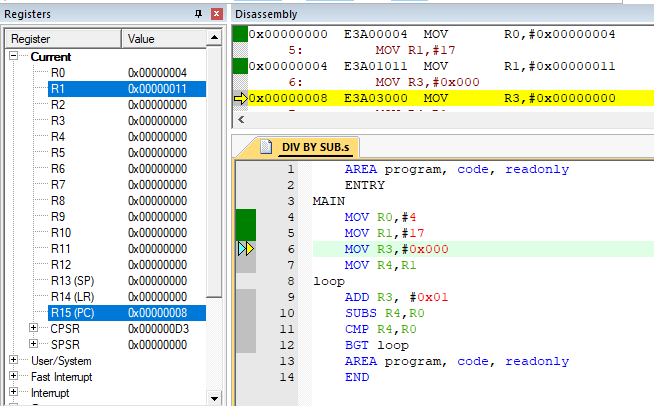 Registers
Register Value
Current
R0 0x00000004
R1 0x00000011
R2 0x00000000
R3 0x00000000
R4 0x00000000
R5 0x00000000
R6 0x00000000
R7 0x00000000
R8 0x00000000
R9 0x00000000
R10 0x00000000
R11 0x00000000
R12 0x00000000
R13 (SP) 0x00000000
R14 (LR) 0x00000000
R15 (PC) 0x00000008
CPSR 0x000000D3
SPSR 0x00000000
User/System
Fast Interrupt
Interrupt
Disassembly
0x00000000 E3A00004 MOV R0,#0x00000004
5: MOV R1,#17
0x00000004 E3A01011 MOV R1,#0x00000011
6: MOV R3,#0x000
0x00000008 E3A03000 MOV R3,#0x00000000
DIV BY SUB.s
1 AREA program, code, readonly
2 ENTRY
3 MAIN
4 MOV R0,#4
5 MOV R1,#17
6 MOV R3,#0x000
7 MOV R4,R1
8 loop
9 ADD R3, #0x01
10 SUBS R4,R0
11 CMP R4,R0
12 BGT loop
13 AREA program, code, readonly
14 END